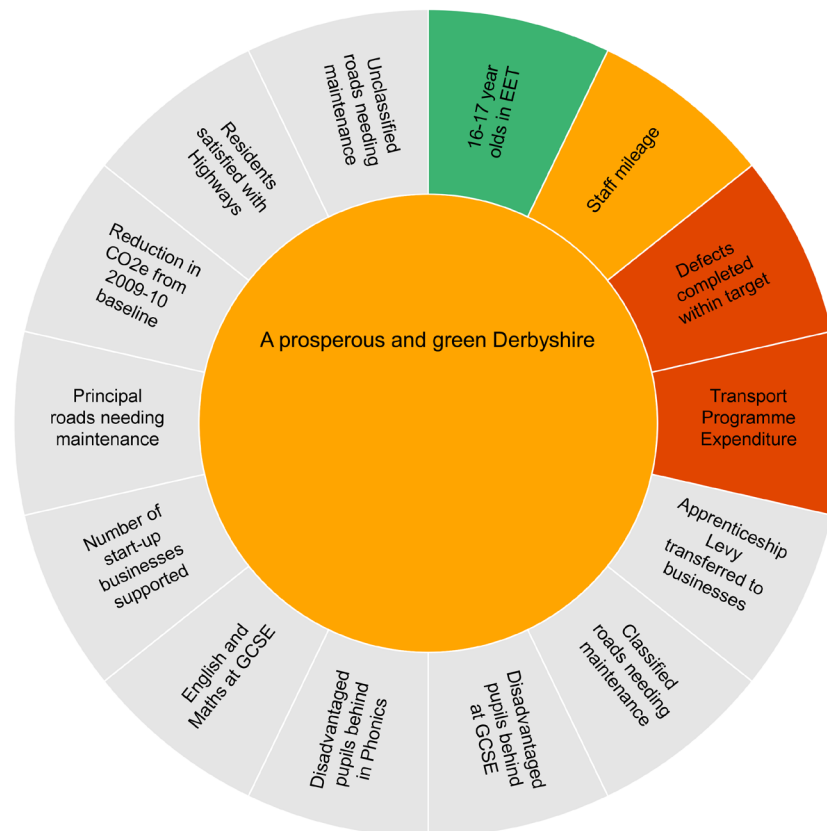 A prosperous and green Derbyshire
16-17 year
olds in EET
Staff mileage
Defects
completed
within target
Transport
Programme
Expenditure
Apprenticeship
Levy
transferred to
businesses
Classified
roads needing
maintenance
Disadvantaged
pupils behind
at GCSE
Disadvantaged
pupils behind
in Phonics
English and
Maths at GCSE
Number of
start-up
businesses
supported
Principal
roads needing
maintenance
Reduction in
CO2e from
2009-10
baseline
Residents
satisfied with
Highways
Unclassified
roads needing
maintenance